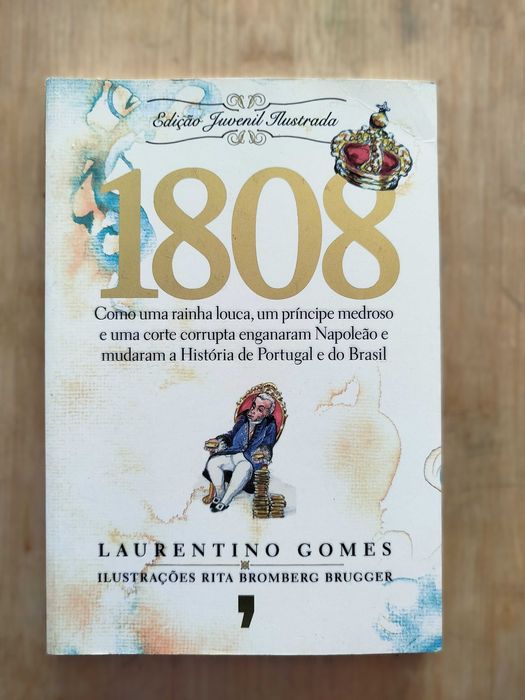 Edição Juvenil Ilustrada
1808
Como uma rainha louca, um príncipe medroso
e uma corte corrupta enganaram Napoleão e
mudaram a História de Portugal e do Brasil
LAURENTINO GOMES
ILUSTRAÇÕES RITA BROMBERG BRUGGER